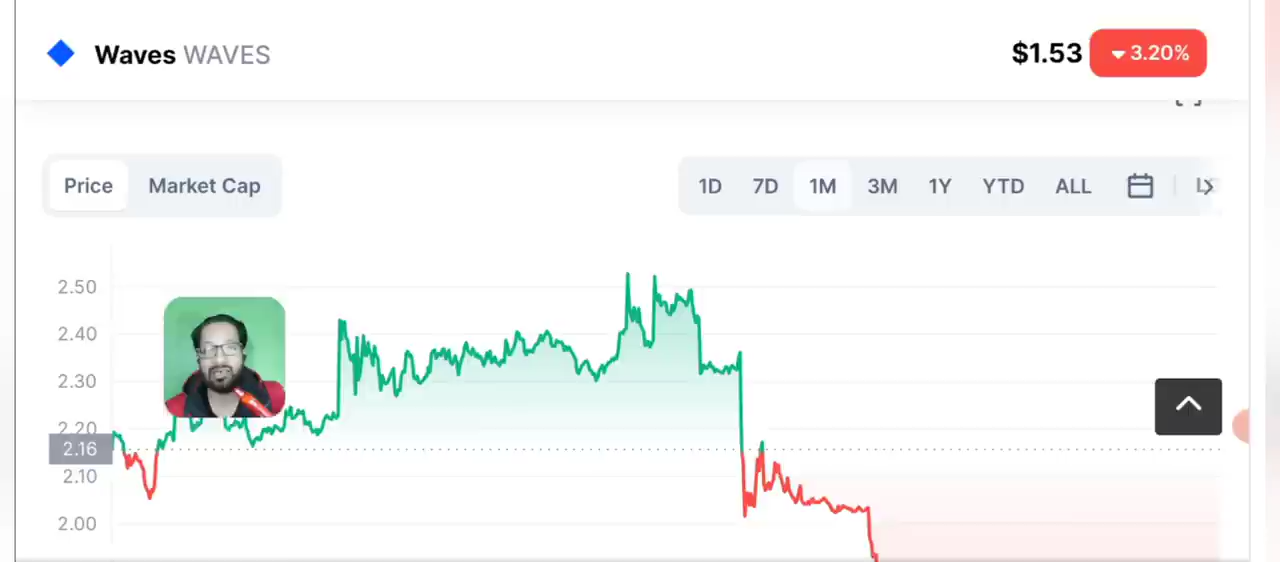 Waves WAVES
$1.53 3.20%
Price Market Cap
1D 7D 1M 3M 1Y YTD ALL
2.50
2.40
2.30
2.20
2.16
2.10
2.00